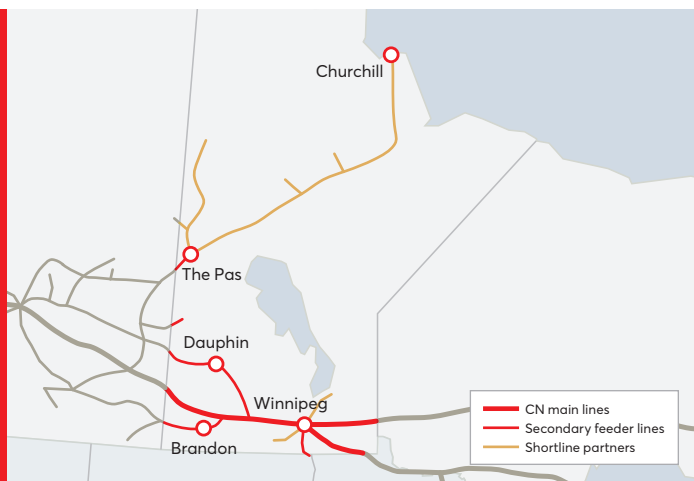 Churchill
The Pas
Dauphin
Winnipeg
Brandon
CN main lines
Secondary feeder lines
Shortline partners